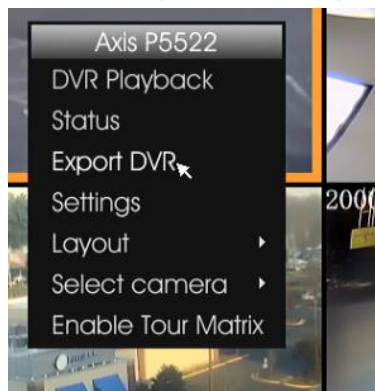 Axis P5522
DVR Playback
Status
Export DVR
Settings
Layout
Select camera
Enable Tour Matrix
200